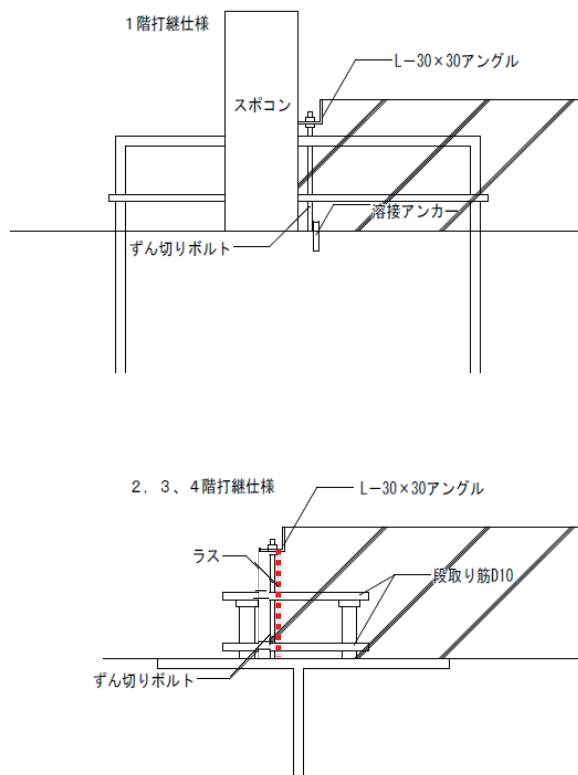 1階打継仕様
L－30×30アングル
スポコン
溶接アンカー
ずん切りボルト
2，3、4階打継仕様
L－30×30アングル
ラス
段取り筋D10
ずん切りボルト